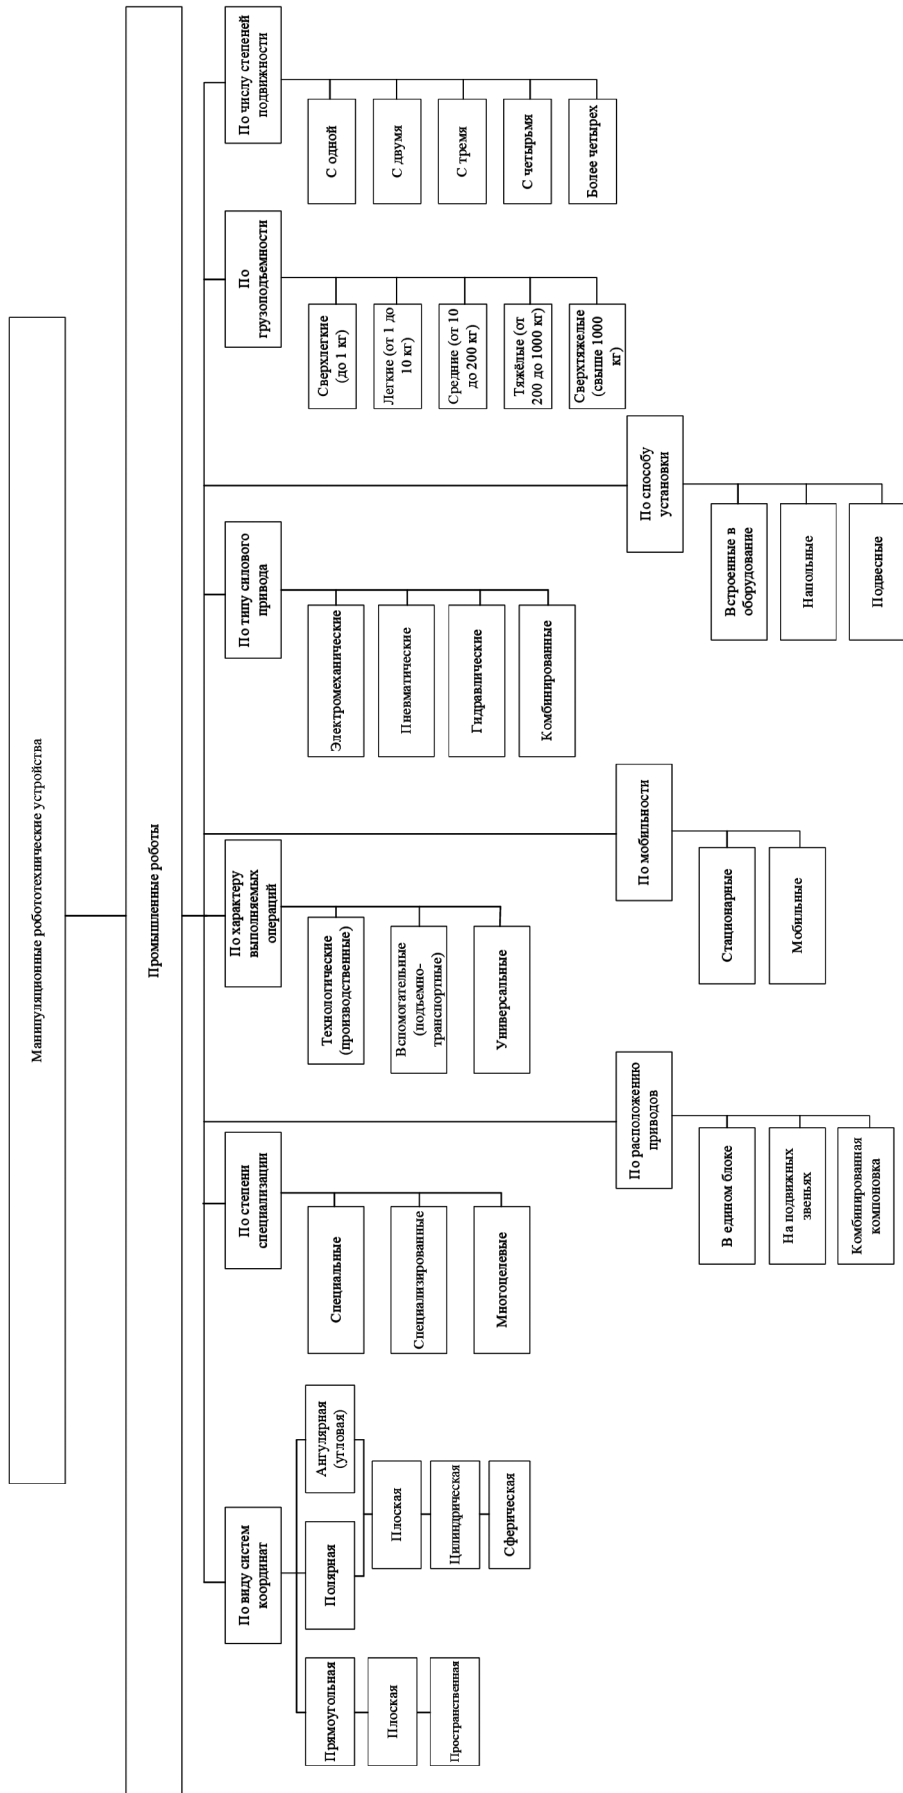 Манипуляционные робототехнические устройства
Промышленные роботы
По виду систем
координат
Прямоугольная
Плоская
Пространственная
Полярная
Ангулярная
(угловая)
Плоская
Цилиндрическая
Сферическая
По степени
специализации
Специальные
Специализированные
Многоцелевые
По характеру
выполняемых
операций
Технологические
(производственные)
Вспомогательные
(подъемно-
транспортные)
Универсальные
По типу силового
привода
Электромеханические
Пневматические
Гидравлические
Комбинированные
По
грузоподъемности
Сверхлегкие
(до 1 кг)
Легкие (от 1 до
10 кг)
Средние (от 10
до 200 кг)
Тяжёлые (от
200 до 1000 кг)
Сверхтяжелые
(свыше 1000
кг)
По числу степеней
подвижности
С одной
С двумя
С тремя
С четырьмя
Более четырех
По расположению
приводов
В едином блоке
На подвижных
звеньях
Комбинированная
компоновка
По мобильности
Стационарные
Мобильные
По способу
установки
Встроенные в
оборудование
Напольные
Подвесные